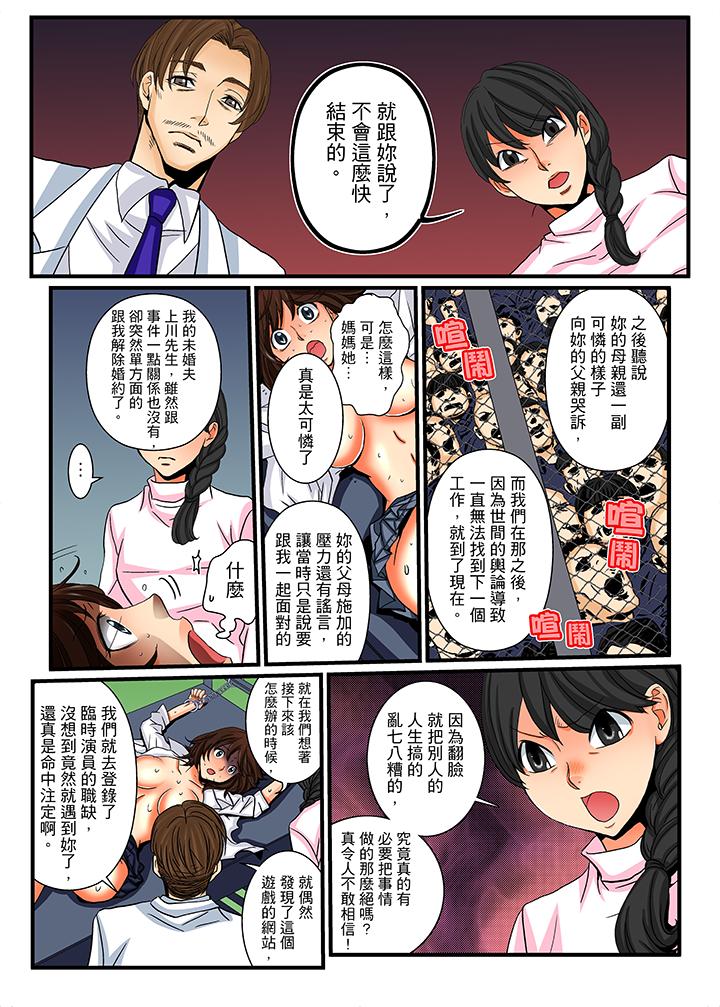 就跟妳說了，
不會這麼快
結束的。
之後聽說
妳的母親還一副
可憐的樣子
向妳的父親哭訴，
喧鬧
喧鬧
喧鬧
而我們在那之後，
因為世間的輿論導致
一直無法找到下一個
工作，就到了現在。
怎麼這樣，
可是…
媽媽她…
真是太可憐了
妳的父母施加的
壓力還有謠言，
讓當時只是說要
跟我一起面對的
我的未婚夫
上川先生，雖然跟
事件一點關係也沒有，
卻突然單方面的
跟我解除婚約了。
…
什麼
因為翻臉
就把別人的
人生搞的
亂七八糟的，
究竟真的有
必要把事情
做的那麼絕嗎？
真令人不敢相信！
就在我們想著
接下來該
怎麼辦的時候，
就偶然
發現了這個
遊戲的網站，
我們就去登錄了
臨時演員的職缺，
沒想到竟然就遇到妳了，
還真是命中注定啊。